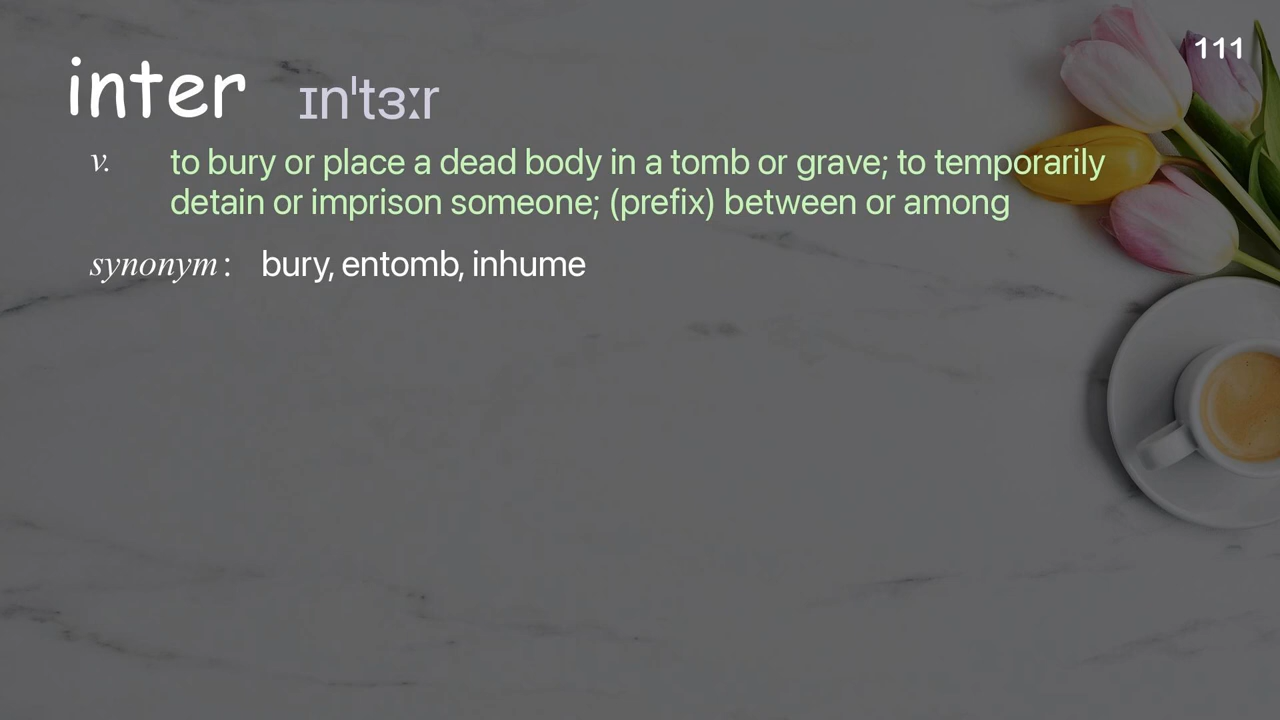 111
inter ɪnˈtɜːr
v. to bury or place a dead body in a tomb or grave; to temporarily
detain or imprison someone; (prefix) between or among
synonym : bury, entomb, inhume